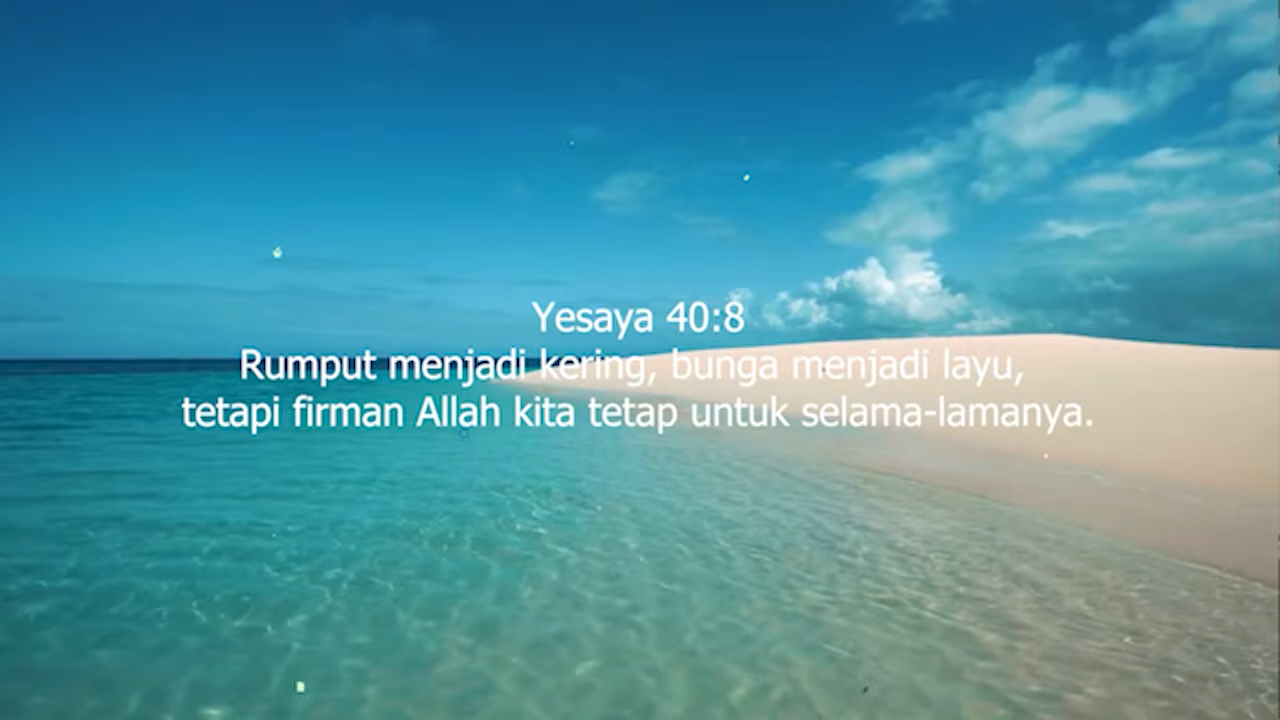 Yesaya 40:8
Rumput menjadi kering, bunga menjadi layu,
tetapi firman Allah kita tetap untuk selama-lamanya.